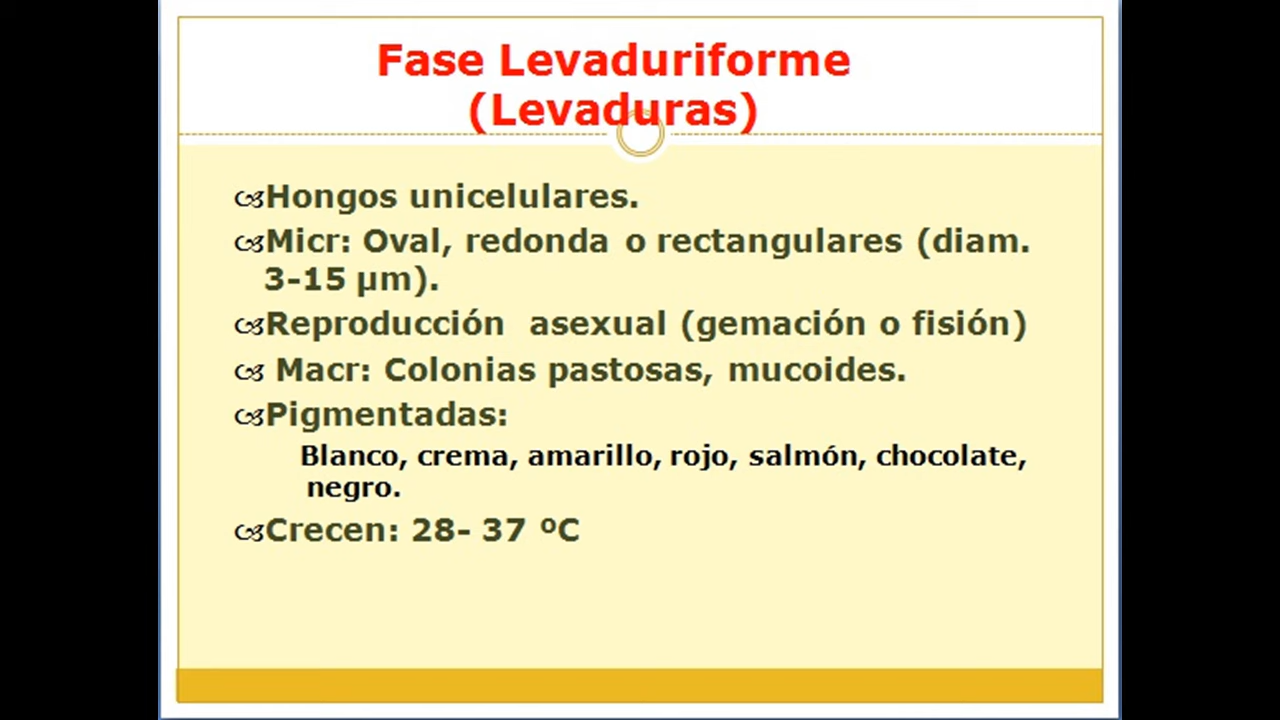 Fase Levaduriforme
(Levaduras)
Hongos unicelulares.
Micr: Oval, redonda o rectangulares (diam.
3-15 µm).
Reproducción asexual (gemación o fisión)
Macr: Colonias pastosas, mucoides.
Pigmentadas:
Blanco, crema, amarillo, rojo, salmón, chocolate,
negro.
Crecen: 28- 37 ºC